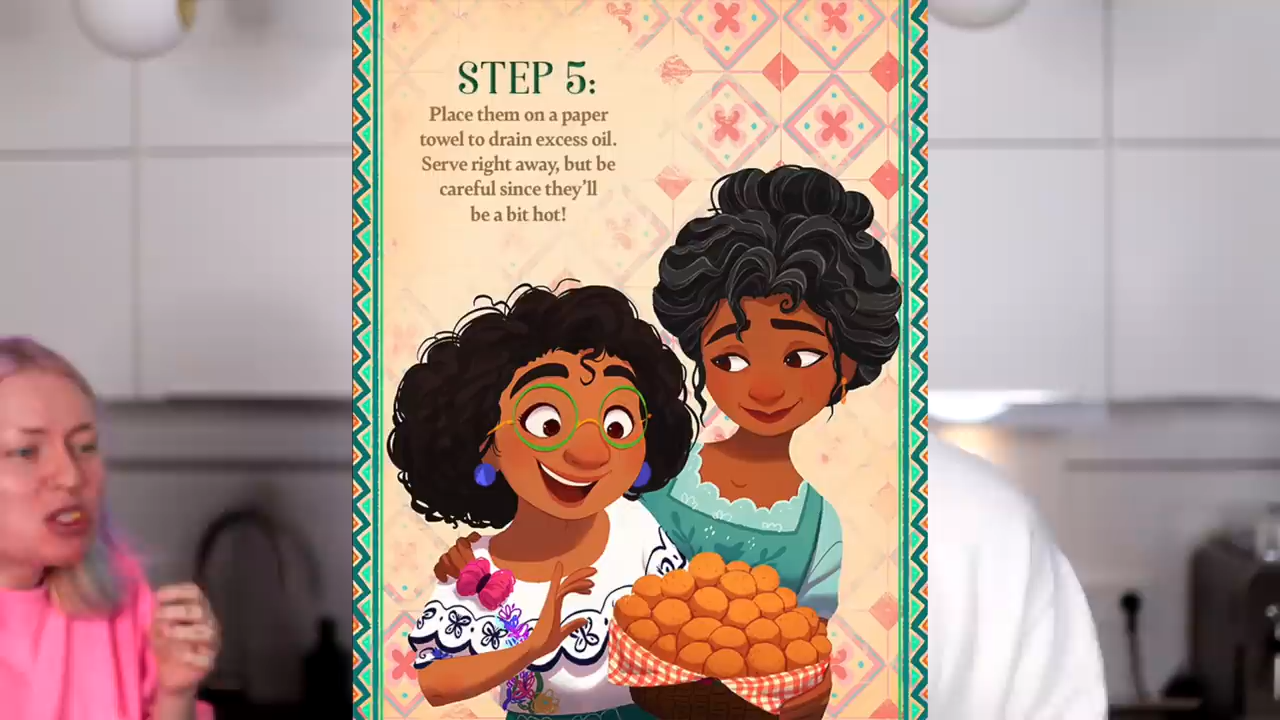 STEP 5:
Place them on a paper
towel to drain excess oil.
Serve right away, but be
careful since they'll
be a bit hot!